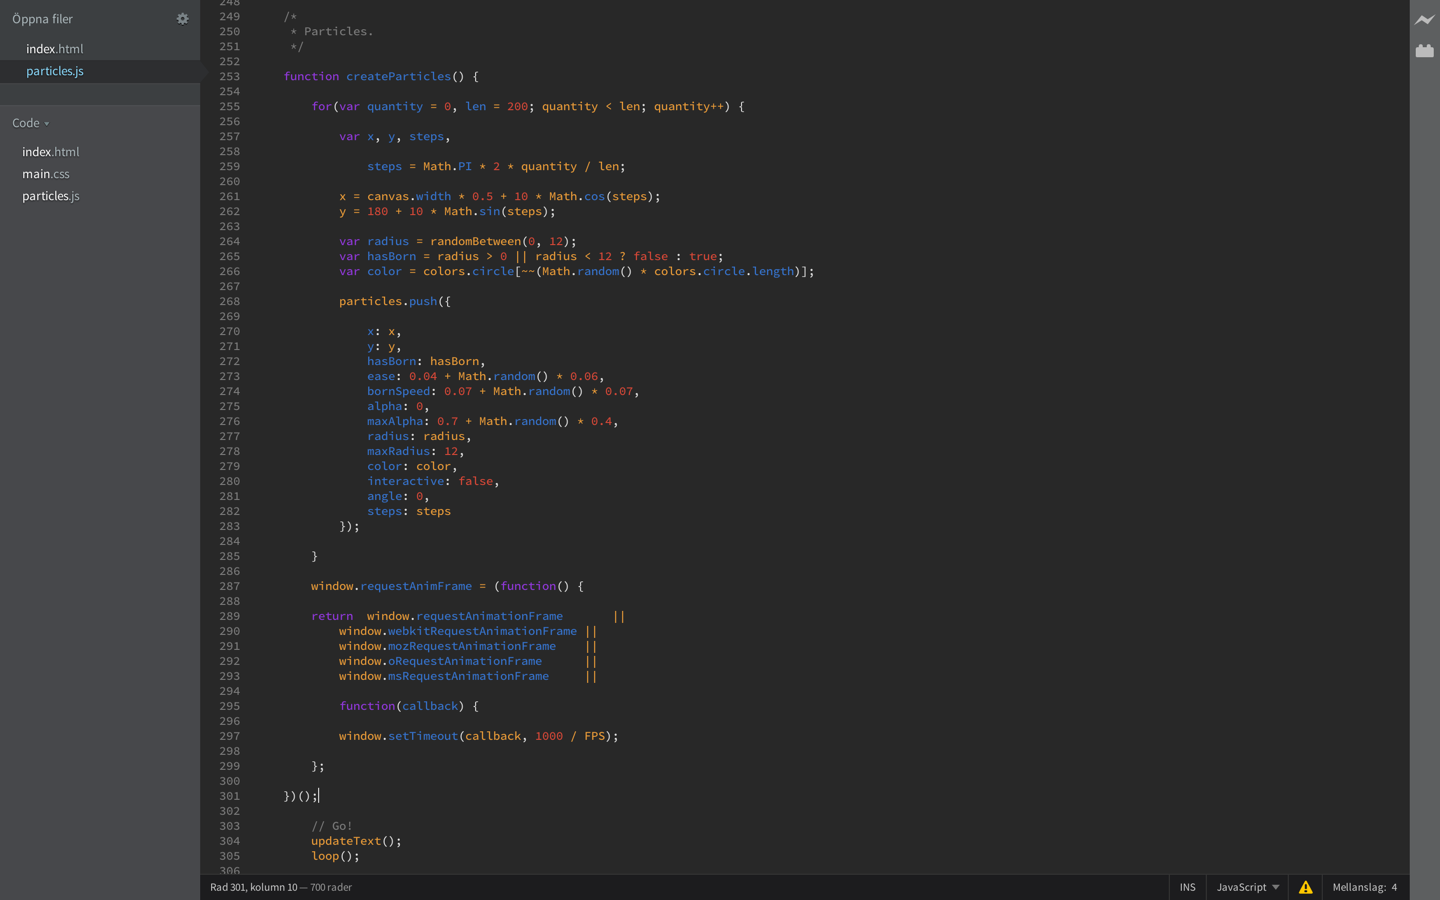 Öppna filer
index.html
particles.js
Code
index.html
main.css
particles.js
248
249 /*
250 * Particles.
251 */
252
253 function createParticles() {
254
255 for(var quantity = 0, len = 200; quantity < len; quantity++) {
256
257 var x, y, steps,
258
259 steps = Math.PI * 2 * quantity / len;
260
261 x = canvas.width * 0.5 + 10 * Math.cos(steps);
262 y = 180 + 10 * Math.sin(steps);
263
264 var radius = randomBetween(0, 12);
265 var hasBorn = radius > 0 || radius < 12 ? false : true;
266 var color = colors.circle[~~(Math.random() * colors.circle.length)];
267
268 particles.push({
269
270 x: x,
271 y: y,
272 hasBorn: hasBorn,
273 ease: 0.04 + Math.random() * 0.06,
274 bornSpeed: 0.07 + Math.random() * 0.07,
275 alpha: 0,
276 maxAlpha: 0.7 + Math.random() * 0.4,
277 radius: radius,
278 maxRadius: 12,
279 color: color,
280 interactive: false,
281 angle: 0,
282 steps: steps
283 });
284
285 }
286
287 window.requestAnimFrame = (function() {
288
289 return  window.requestAnimationFrame       ||
290 window.webkitRequestAnimationFrame ||
291 window.mozRequestAnimationFrame    ||
292 window.oRequestAnimationFrame      ||
293 window.msRequestAnimationFrame     ||
294
295 function(callback) {
296
297 window.setTimeout(callback, 1000 / FPS);
298
299 };
300
301 })();
302
303 // Go!
304 updateText();
305 loop();
306
Rad 301, kolumn 10 — 700 rader
INS
JavaScript
Mellanslag: 4